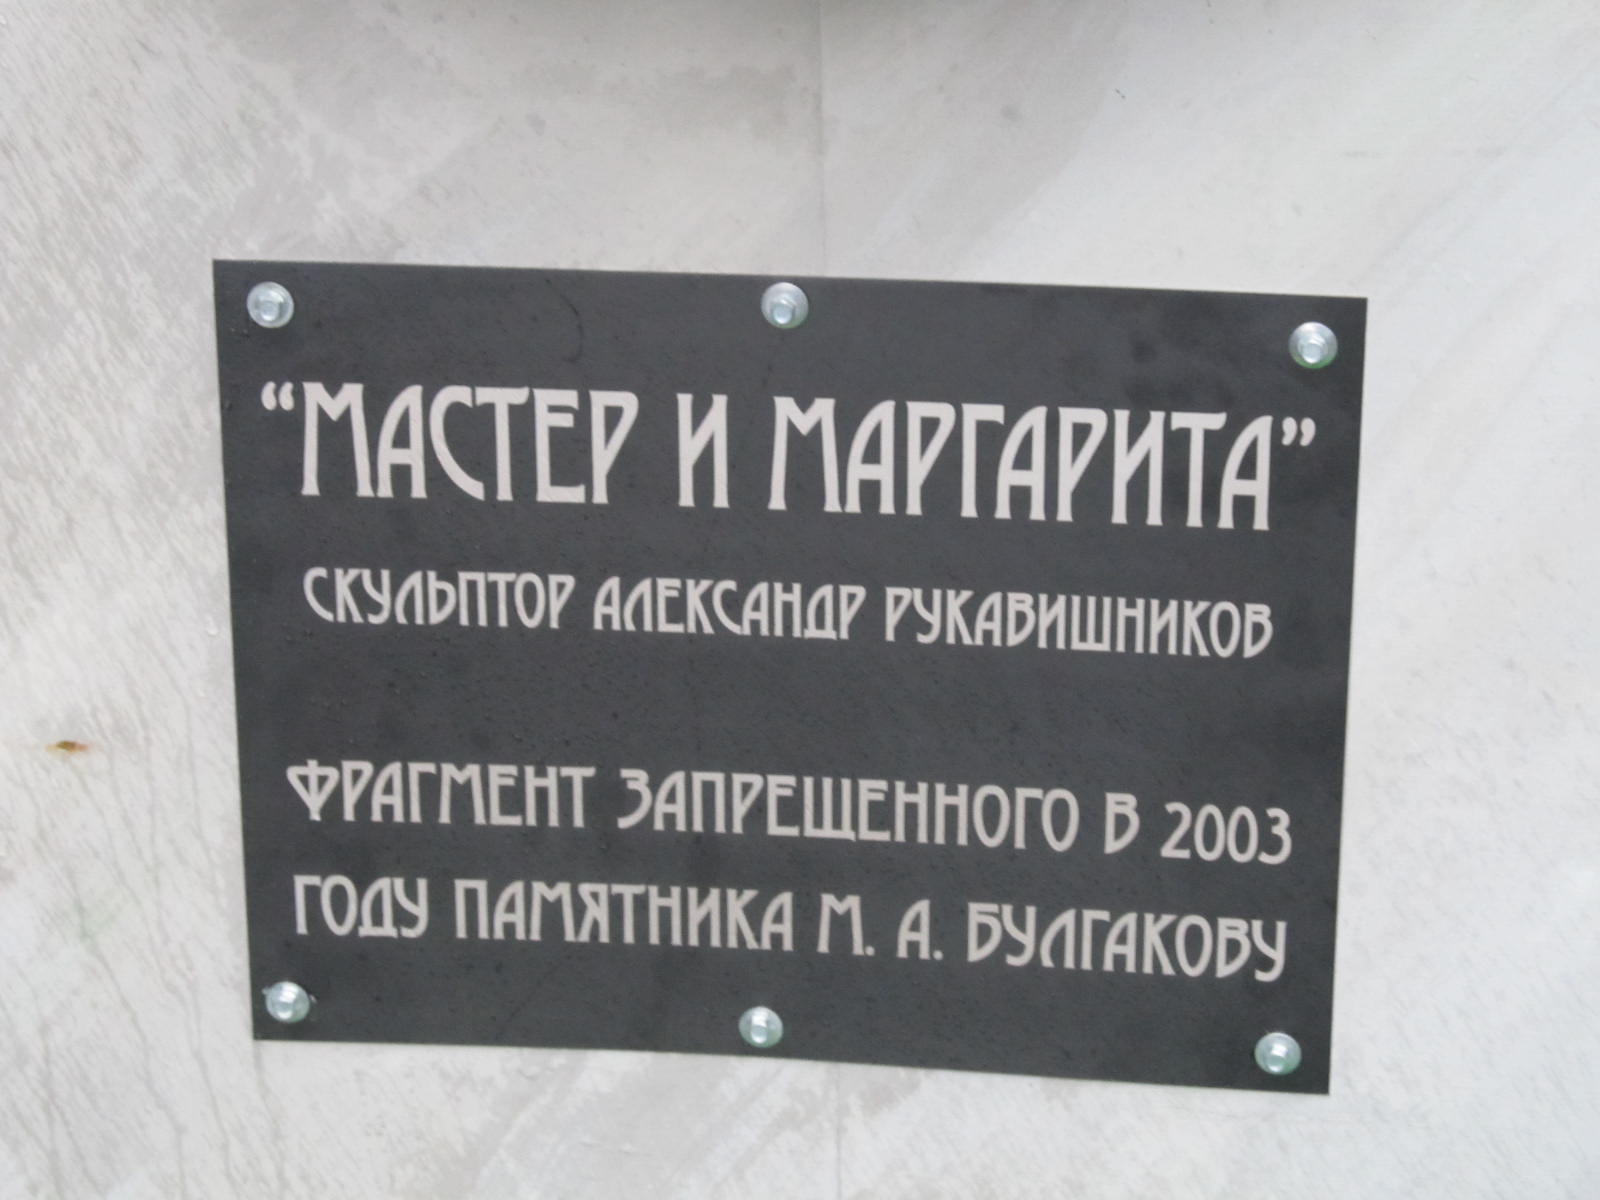 “МАСТЕР И МАРГАРИТА”
СКУЛЬПТОР АЛЕКСАНДР РУКАВИШНИКОВ
ФРАГМЕНТ ЗАПРЕЩЕННОГО В 2003
ГОДУ ПАМЯТНИКА М. А. БУЛГАКОВУ